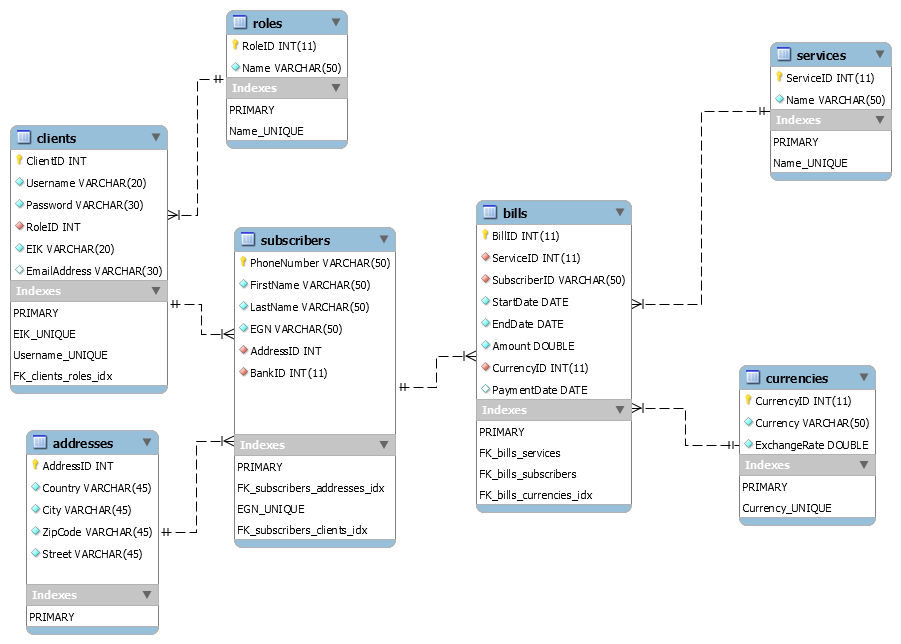 roles
RoleID INT(11)
Name VARCHAR(50)
Indexes
PRIMARY
Name_UNIQUE
services
ServiceID INT(11)
Name VARCHAR(50)
Indexes
PRIMARY
Name_UNIQUE
clients
ClientID INT
Username VARCHAR(20)
Password VARCHAR(30)
RoleID INT
EIK VARCHAR(20)
EmailAddress VARCHAR(30)
Indexes
PRIMARY
EIK_UNIQUE
Username_UNIQUE
FK_clients_roles_idx
subscribers
PhoneNumber VARCHAR(50)
FirstName VARCHAR(50)
LastName VARCHAR(50)
EGN VARCHAR(50)
AddressID INT
BankID INT(11)
Indexes
PRIMARY
FK_subscribers_addresses_idx
EGN_UNIQUE
FK_subscribers_clients_idx
bills
BillID INT(11)
ServiceID INT(11)
SubscriberID VARCHAR(50)
StartDate DATE
EndDate DATE
Amount DOUBLE
CurrencyID INT(11)
PaymentDate DATE
Indexes
PRIMARY
FK_bills_services
FK_bills_subscribers
FK_bills_currencies_idx
currencies
CurrencyID INT(11)
Currency VARCHAR(50)
ExchangeRate DOUBLE
Indexes
PRIMARY
Currency_UNIQUE
addresses
AddressID INT
Country VARCHAR(45)
City VARCHAR(45)
ZipCode VARCHAR(45)
Street VARCHAR(45)
Indexes
PRIMARY